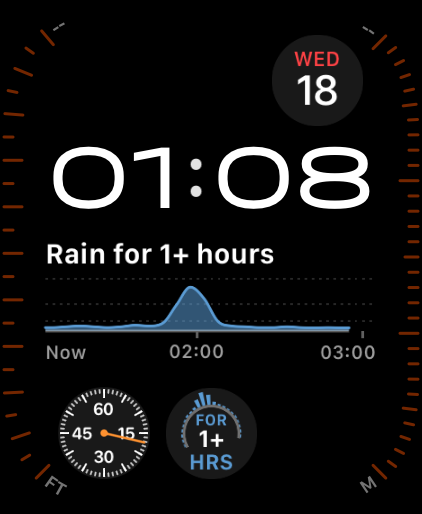 --
--
WED
18
01:08
Rain for 1+ hours
Now 02:00 03:00
60
45 15
30
FOR
1+
HRS
FT M